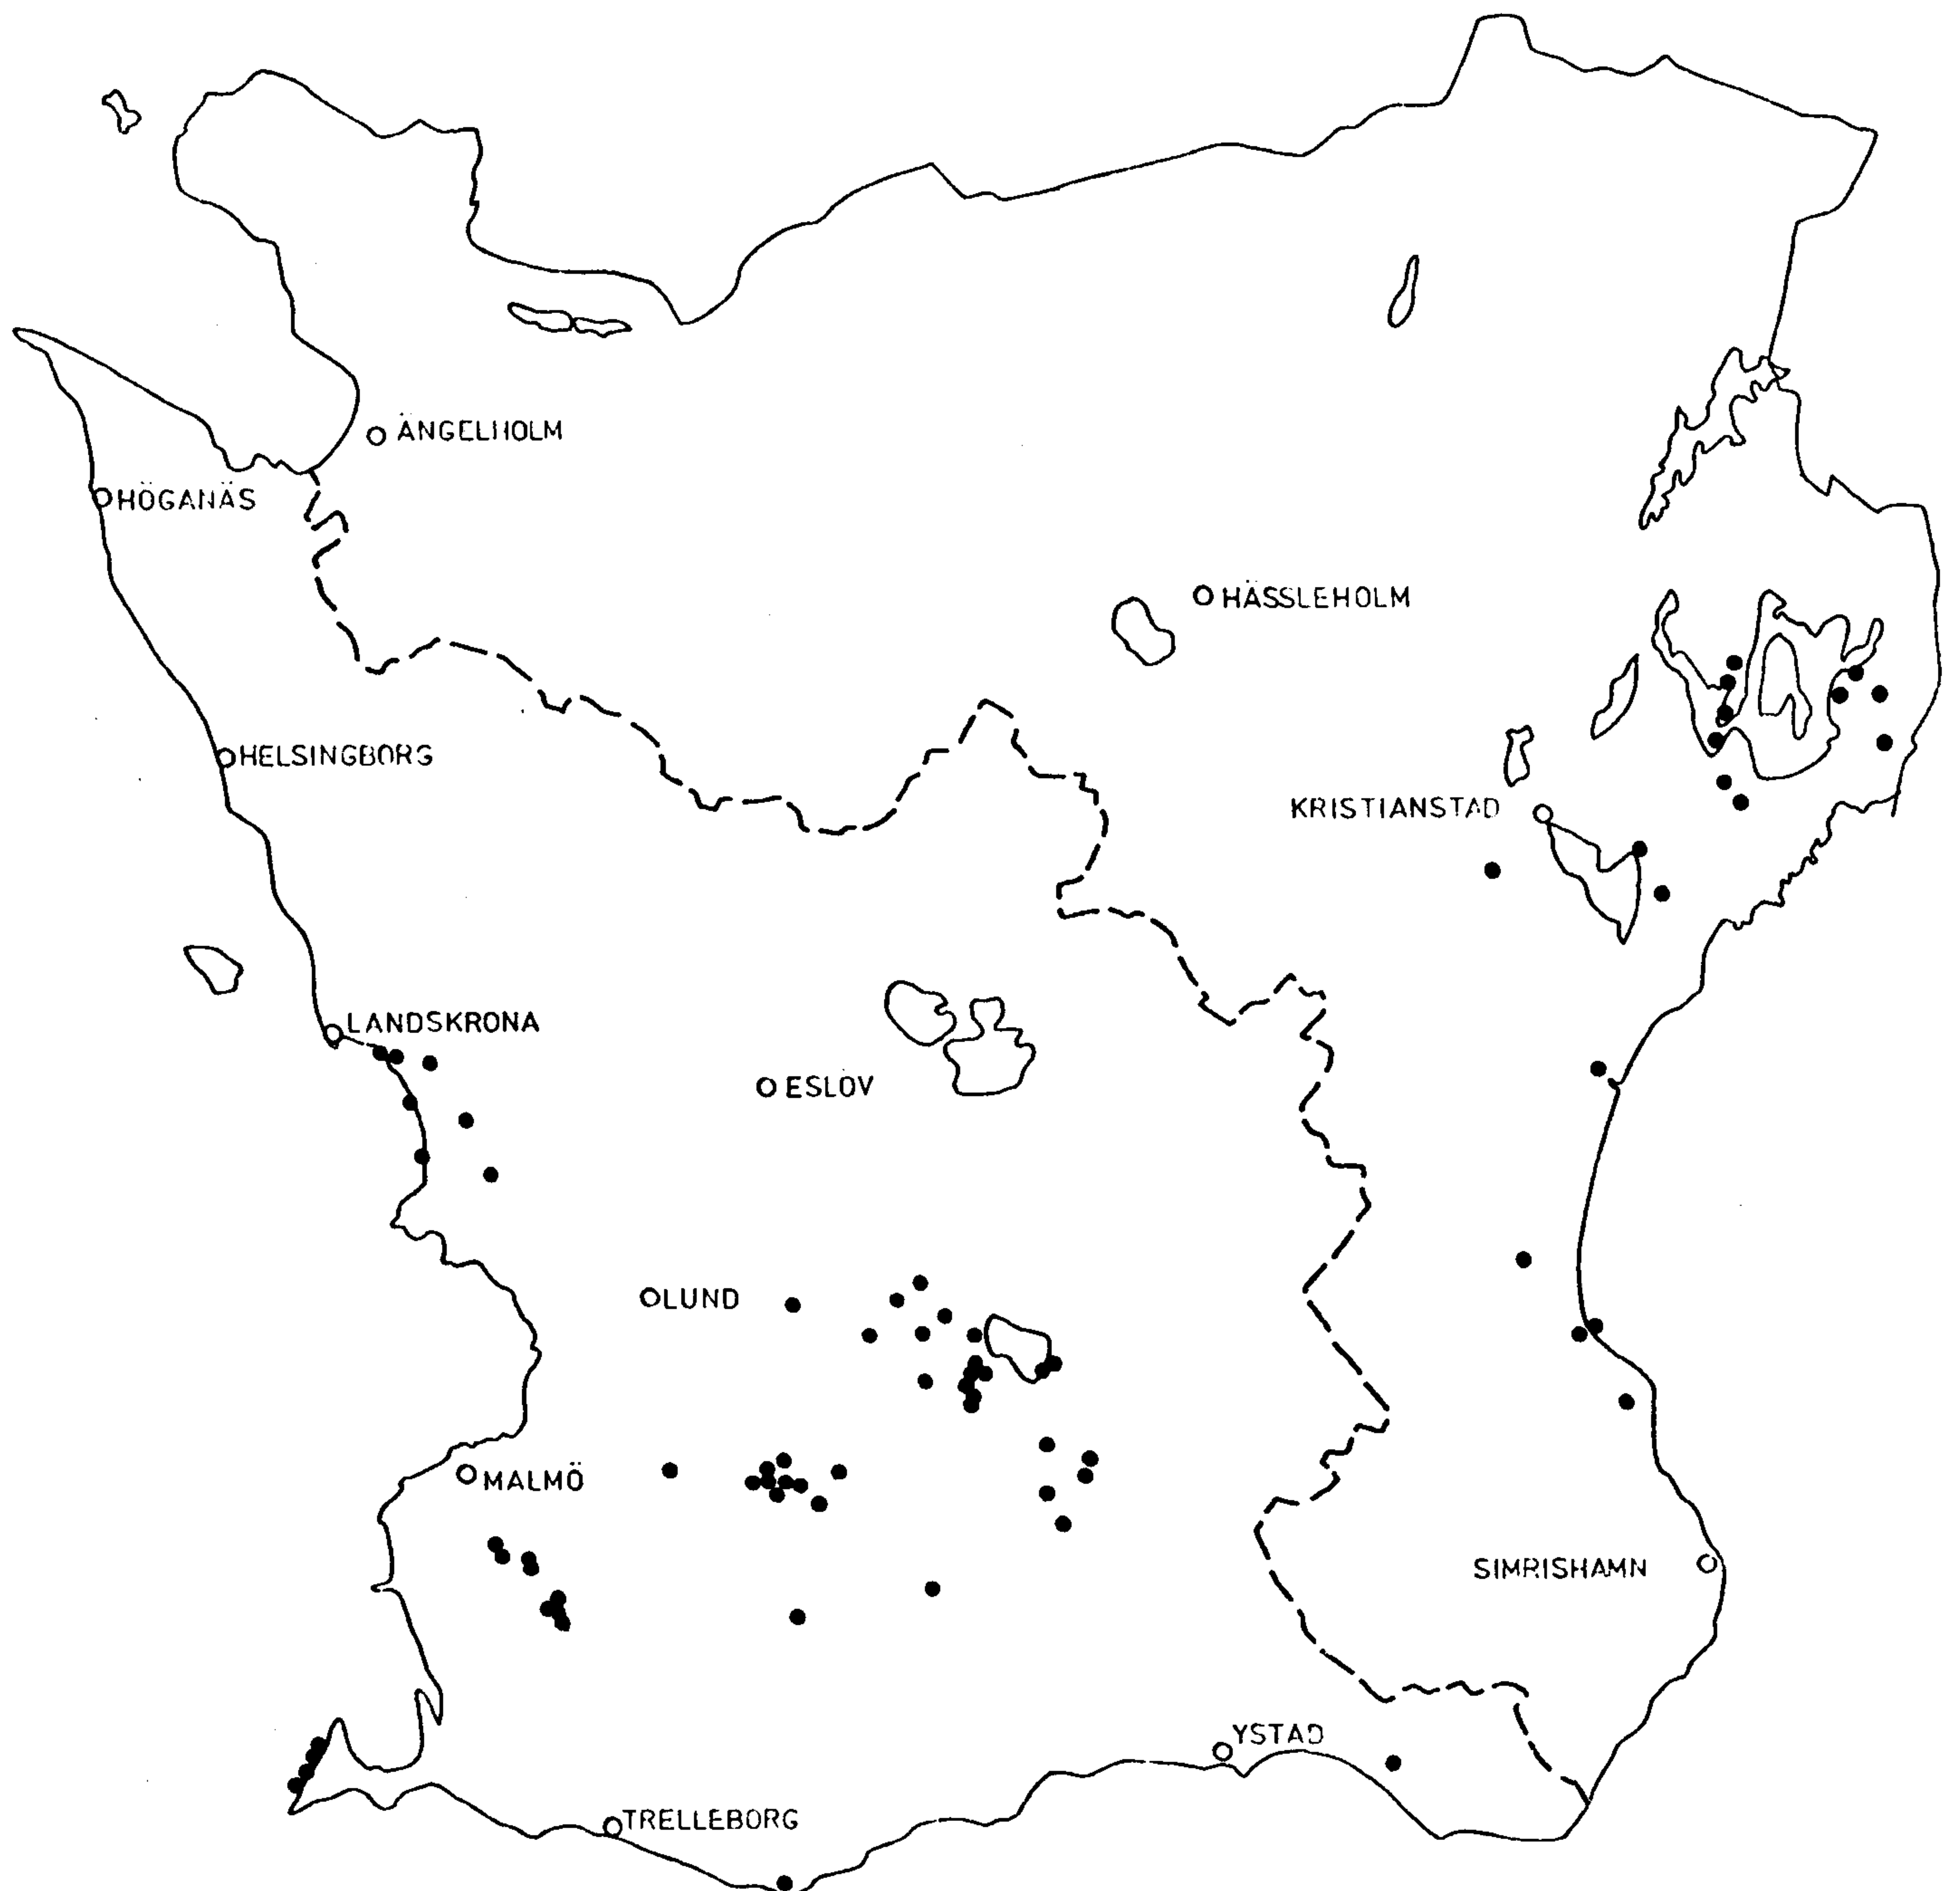 ÄNGELHOLM
HÖGANÄS
HÄSSLEHOLM
HELSINGBORG
KRISTIANSTAD
LANDSKRONA
ESLÖV
LUND
MALMÖ
SIMRISHAMN
YSTAD
TRELLEBORG